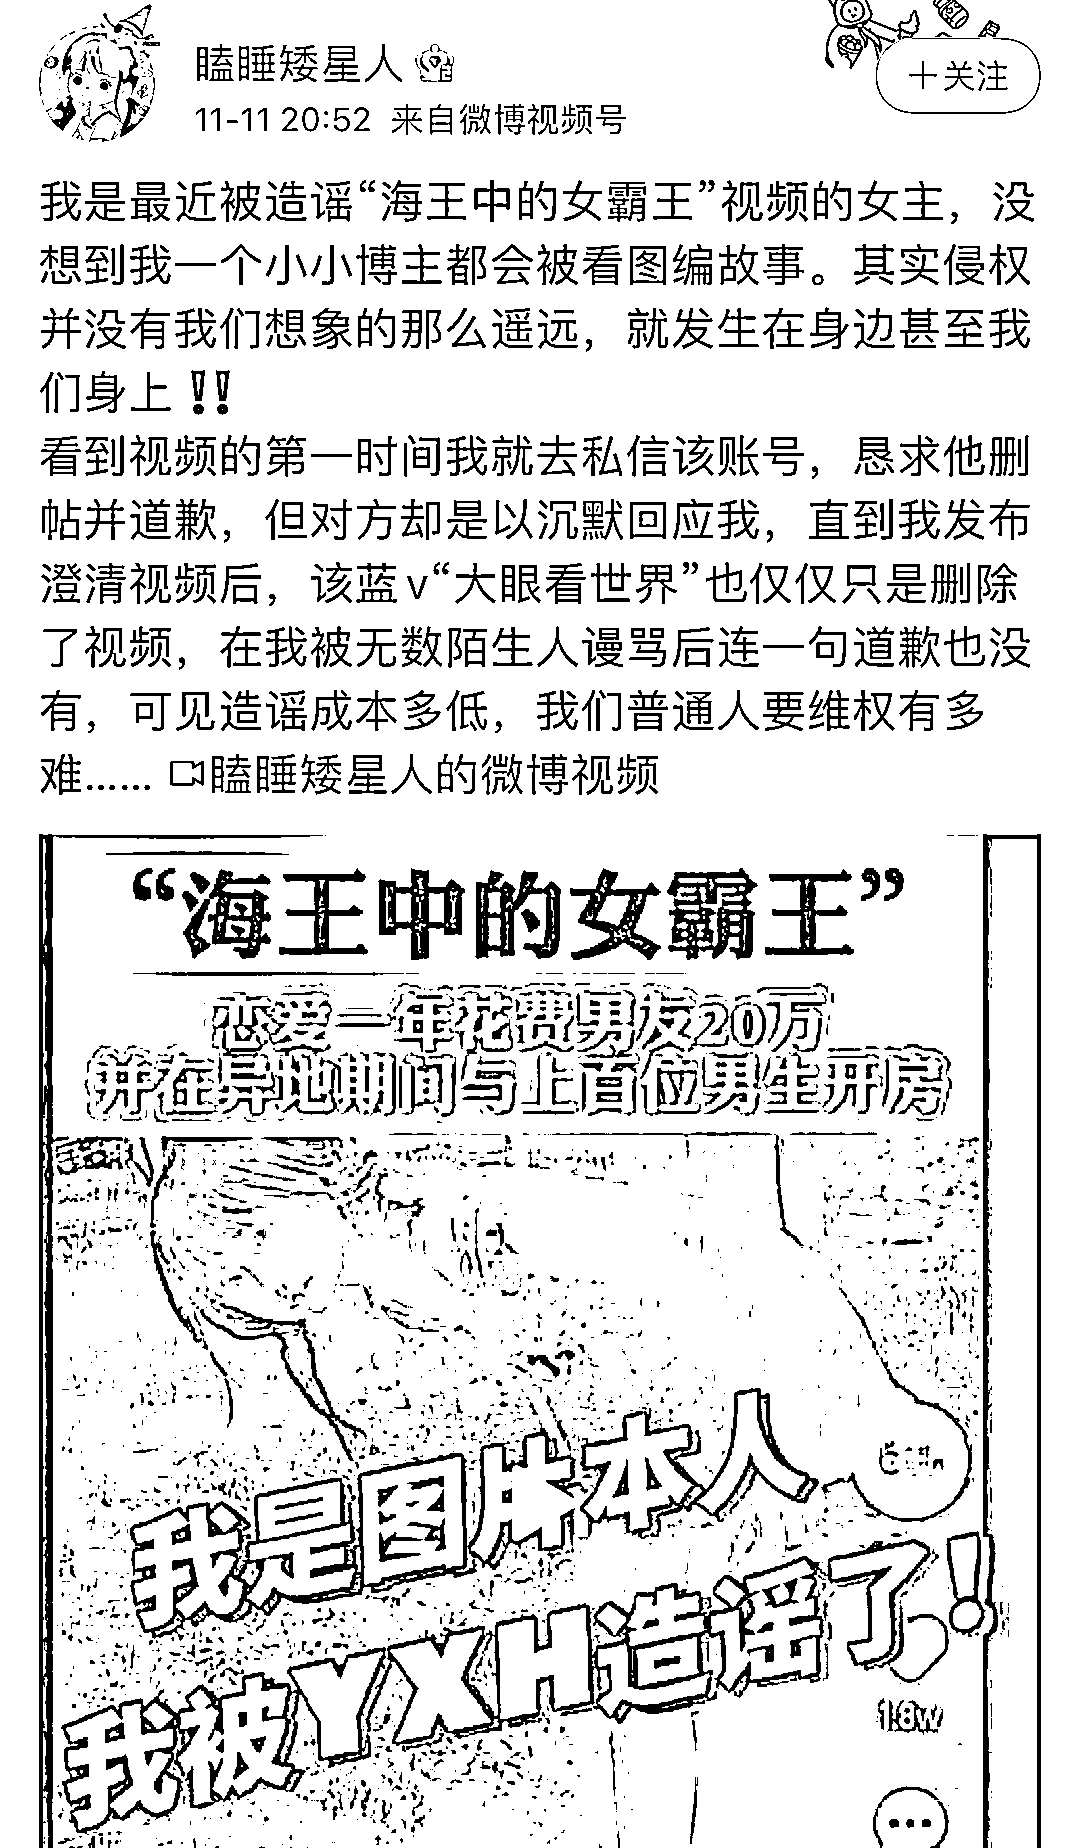 瞌睡矮星人
11-11 20:52 来自微博视频号
+关注
我是最近被造谣“海王中的女霸王”视频的女主，没
想到我一个小小博主都会被看图编故事。其实侵权
并没有我们想象的那么遥远，就发生在身边甚至我
们身上‼️
看到视频的第一时间我就去私信该账号，恳求他删
帖并道歉，但对方却是以沉默回应我，直到我发布
澄清视频后，该蓝v“大眼看世界”也仅仅只是删除
了视频，在我被无数陌生人谩骂后连一句道歉也没
有，可见造谣成本多低，我们普通人要维权有多
难...... 瞌睡矮星人的微博视频
“海王中的女霸王”
恋爱一年花费男友20万
并在异地期间与上百位男生开房
我是图片本人
我被YXH造谣了!
1.8w